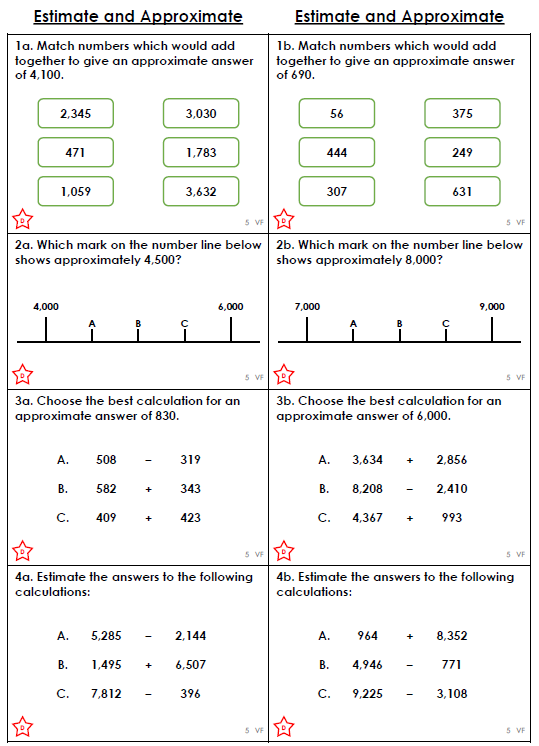 Estimate and Approximate
1a. Match numbers which would add
together to give an approximate answer
of 4,100.
2,345 3,030
471 1,783
1,059 3,632
D
5 VF
2a. Which mark on the number line below
shows approximately 4,500?
4,000 A B C 6,000
D
5 VF
3a. Choose the best calculation for an
approximate answer of 830.
A. 508 – 319
B. 582 + 343
C. 409 + 423
D
5 VF
4a. Estimate the answers to the following
calculations:
A. 5,285 – 2,144
B. 1,495 + 6,507
C. 7,812 – 396
D
5 VF
Estimate and Approximate
1b. Match numbers which would add
together to give an approximate answer
of 690.
56 375
444 249
307 631
D
5 VF
2b. Which mark on the number line below
shows approximately 8,000?
7,000 A B C 9,000
D
5 VF
3b. Choose the best calculation for an
approximate answer of 6,000.
A. 3,634 + 2,856
B. 8,208 – 2,410
C. 4,367 + 993
D
5 VF
4b. Estimate the answers to the following
calculations:
A. 964 + 8,352
B. 4,946 – 771
C. 9,225 – 3,108
D
5 VF